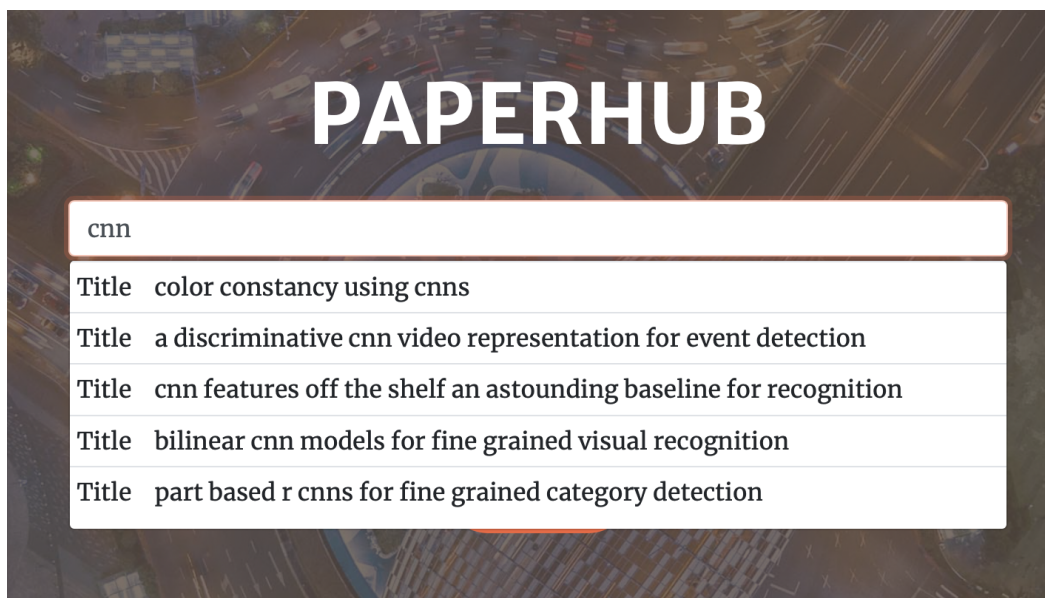 PAPERHUB
cnn
Title color constancy using cnns
Title a discriminative cnn video representation for event detection
Title cnn features off the shelf an astounding baseline for recognition
Title bilinear cnn models for fine grained visual recognition
Title part based r cnns for fine grained category detection